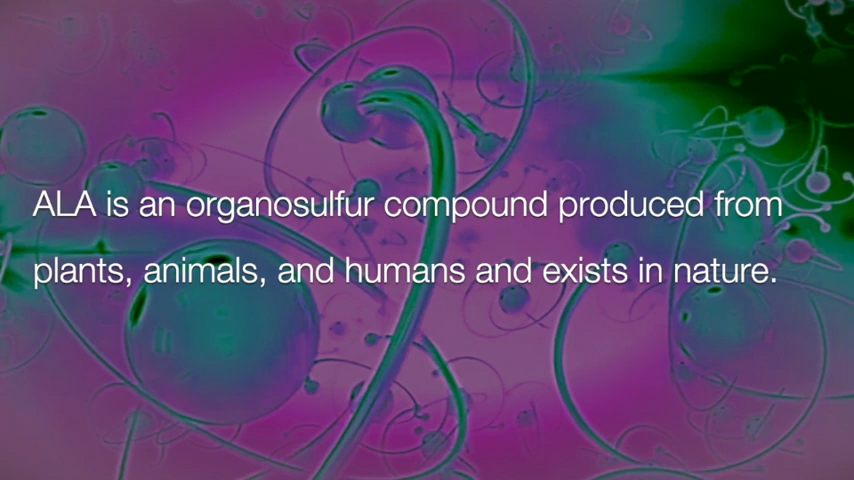 ALA is an organosulfur compound produced from
plants, animals, and humans and exists in nature.